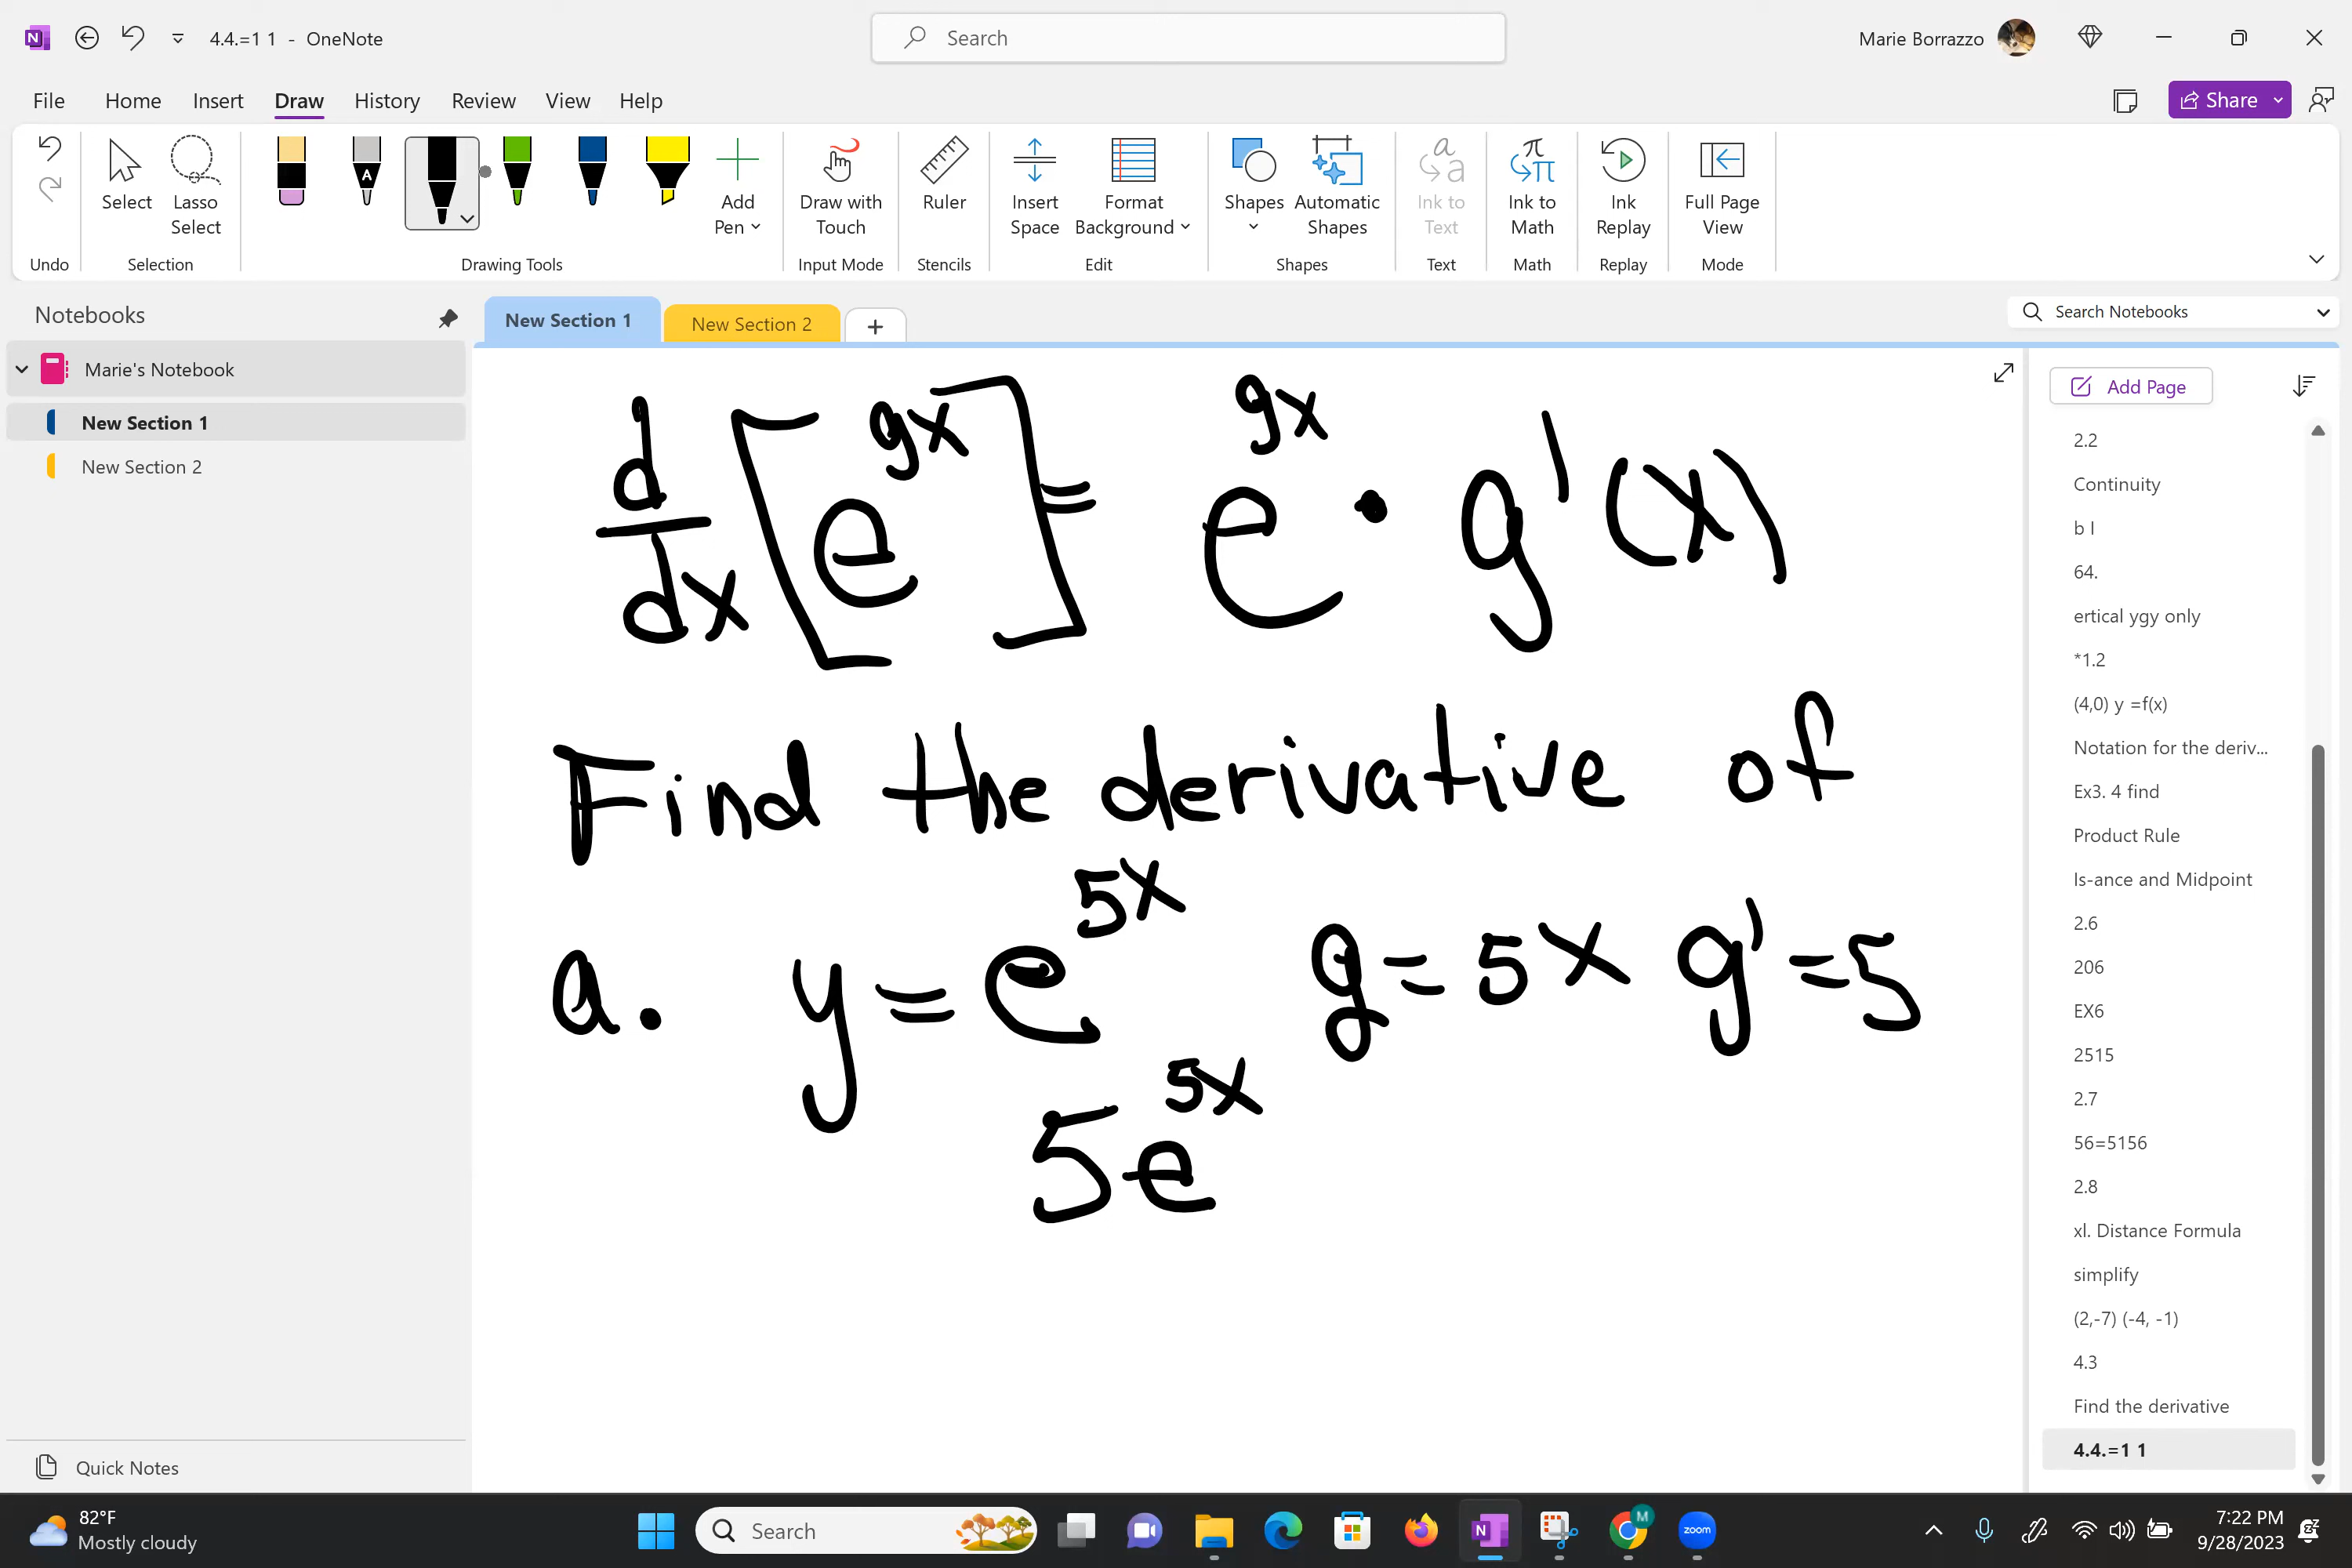 4.4.=1 1 - OneNote
Search
Marie Borrazzo
File Home Insert Draw History Review View Help
Share
Undo
Select
Lasso Select
Selection
A
Drawing Tools
Add Pen
Draw with Touch
Input Mode
Ruler
Stencils
Insert Space
Format Background
Edit
Shapes
Automatic Shapes
Shapes
Ink to Text
Text
Ink to Math
Math
Ink Replay
Replay
Full Page View
Mode
Notebooks
Marie's Notebook
New Section 1
New Section 2
Quick Notes
New Section 1
New Section 2
Search Notebooks
d/dx [e^gx] = e^gx • g'(x)
Find the derivative of
a. y = e^5x g = 5x g' = 5
5e^5x
Add Page
2.2
Continuity
b I
64.
ertical ygy only
*1.2
(4,0) y =f(x)
Notation for the deriv...
Ex3. 4 find
Product Rule
Is-ance and Midpoint
2.6
206
EX6
2515
2.7
56=5156
2.8
xl. Distance Formula
simplify
(2,-7) (-4, -1)
4.3
Find the derivative
4.4.=1 1
82°F
Mostly cloudy
Search
M
zoom
7:22 PM
9/28/2023